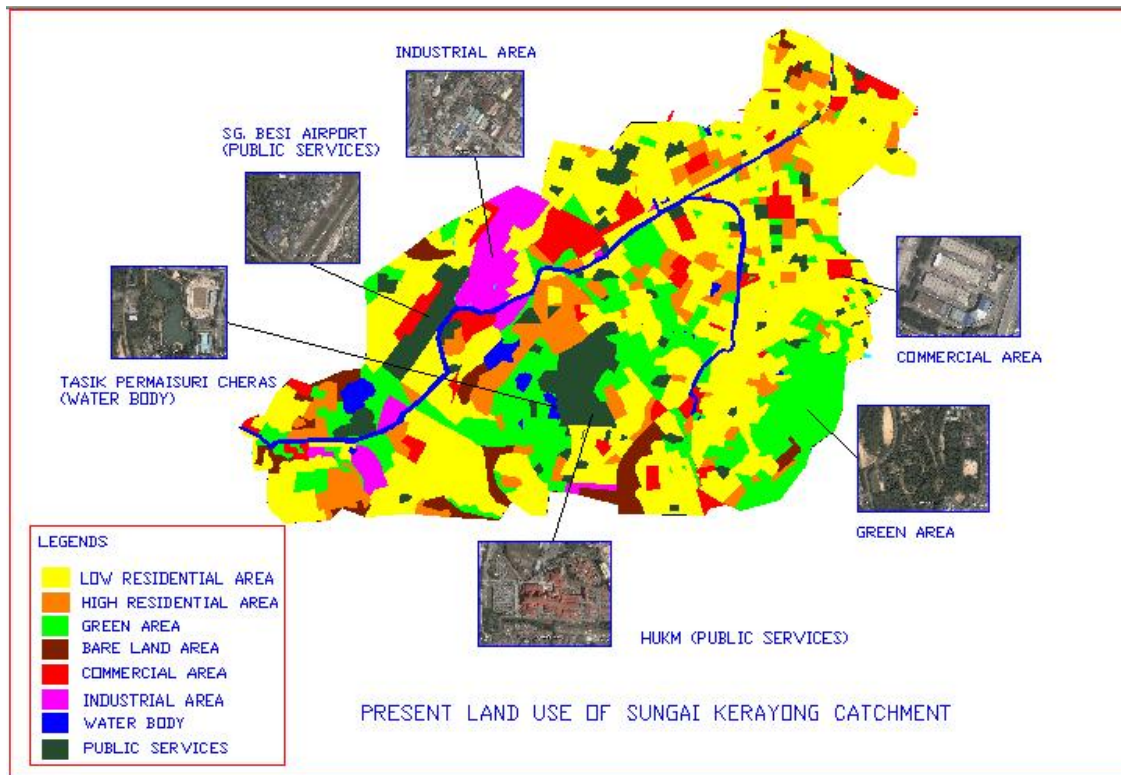 INDUSTRIAL AREA
SG. BESI AIRPORT
(PUBLIC SERVICES)
TASIK PERMAISURI CHERAS
(WATER BODY)
COMMERCIAL AREA
GREEN AREA
HUKM (PUBLIC SERVICES)
LEGENDS
LOW RESIDENTIAL AREA
HIGH RESIDENTIAL AREA
GREEN AREA
BARE LAND AREA
COMMERCIAL AREA
INDUSTRIAL AREA
WATER BODY
PUBLIC SERVICES
PRESENT LAND USE OF SUNGAI KERAYONG CATCHMENT